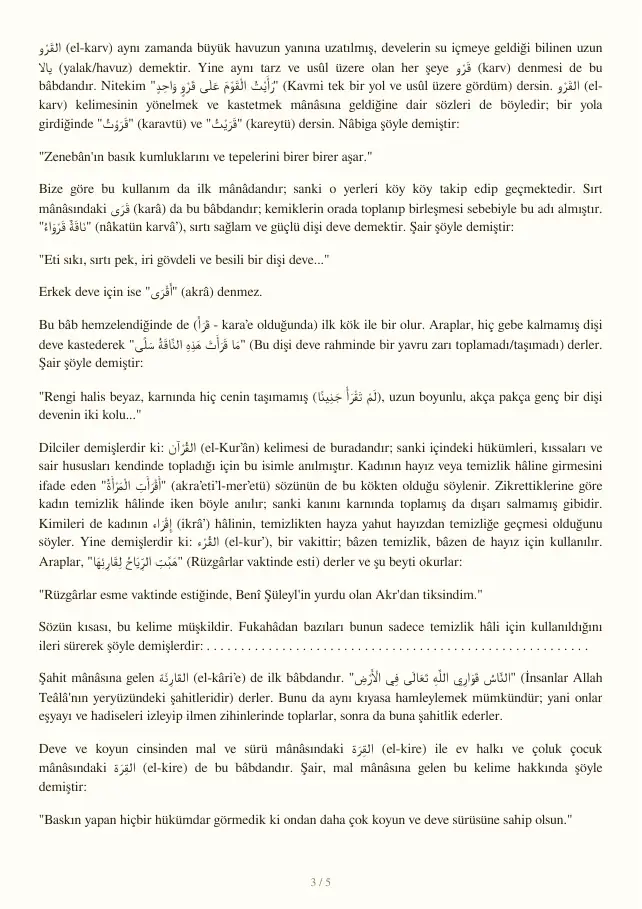 القَرْو (el-karv) aynı zamanda büyük havuzun yanına uzatılmış, develerin su içmeye geldiği bilinen uzun
يالا (yalak/havuz) demektir. Yine aynı tarz ve usûl üzere olan her şeye قَرْو (karv) denmesi de bu
bâbdandır. Nitekim "رَأَيْتُ الْقَوْمَ عَلَى قَرْوٍ وَاحِدٍ" (Kavmi tek bir yol ve usûl üzere gördüm) dersin. القَرْو (el-
karv) kelimesinin yönelmek ve kastetmek mânâsına geldiğine dair sözleri de böyledir; bir yola
girdiğinde "قَرَوْتُ" (karavtü) ve "قَرَيْتُ" (kareytü) dersin. Nâbiga şöyle demiştir:
"Zenebân'ın basık kumluklarını ve tepelerini birer birer aşar."
Bize göre bu kullanım da ilk mânâdandır; sanki o yerleri köy köy takip edip geçmektedir. Sırt
mânâsındaki قَرَى (karâ) da bu bâbdandır; kemiklerin orada toplanıp birleşmesi sebebiyle bu adı almıştır.
"نَاقَةٌ قَرْوَاءُ" (nâkatün karvâ’), sırtı sağlam ve güçlü dişi deve demektir. Şair şöyle demiştir:
"Eti sıkı, sırtı pek, iri gövdeli ve besili bir dişi deve..."
Erkek deve için ise "أَقْرَى" (akrâ) denmez.
Bu bâb hemzelendiğinde de (قَرَأَ - kara’e olduğunda) ilk kök ile bir olur. Araplar, hiç gebe kalmamış dişi
deve kastederek "مَا قَرَأَتْ هَذِهِ النَّاقَةُ سَلًى" (Bu dişi deve rahminde bir yavru zarı toplamadı/taşımadı) derler.
Şair şöyle demiştir:
"Rengi halis beyaz, karnında hiç cenin taşımamış (لَمْ تَقْرَأْ جَنِينًا), uzun boyunlu, akça pakça genç bir dişi
devenin iki kolu..."
Dilciler demişlerdir ki: القُرْآن (el-Kur’ân) kelimesi de buradandır; sanki içindeki hükümleri, kıssaları ve
sair hususları kendinde topladığı için bu isimle anılmıştır. Kadının hayız veya temizlik hâline girmesini
ifade eden "أَقْرَأَتِ الْمَرْأَةُ" (akra’eti’l-mer’etü) sözünün de bu kökten olduğu söylenir. Zikrettiklerine göre
kadın temizlik hâlinde iken böyle anılır; sanki kanını karnında toplamış da dışarı salmamış gibidir.
Kimileri de kadının إقْرَاء (ikrâ’) hâlinin, temizlikten hayza yahut hayızdan temizliğe geçmesi olduğunu
söyler. Yine demişlerdir ki: القُرْء (el-kur’), bir vakittir; bâzen temizlik, bâzen de hayız için kullanılır.
Araplar, "هَبَّتِ الرِّيَاحُ لِقَارِئِهَا" (Rüzgârlar vaktinde esti) derler ve şu beyti okurlar:
"Rüzgârlar esme vaktinde estiğinde, Benî Şüleyl'in yurdu olan Akr'dan tiksindim."
Sözün kısası, bu kelime müşkildir. Fukahâdan bazıları bunun sadece temizlik hâli için kullanıldığını
ileri sürerek şöyle demişlerdir: . . . . . . . . . . . . . . . . . . . . . . . . . . . . . . . . . . . . . . . . . . . . . . . . . . . . . . . .
Şahit mânâsına gelen القَارِئَة (el-kâri’e) de ilk bâbdandır. "النَّاسُ قَوَارِي اللَّهِ تَعَالَى فِي الْأَرْضِ" (İnsanlar Allah
Teâlâ'nın yeryüzündeki şahitleridir) derler. Bunu da aynı kıyasa hamleylemek mümkündür; yani onlar
eşyayı ve hadiseleri izleyip ilmen zihinlerinde toplarlar, sonra da buna şahitlik ederler.
Deve ve koyun cinsinden mal ve sürü mânâsındaki القِرَة (el-kire) ile ev halkı ve çoluk çocuk
mânâsındaki القِرَة (el-kire) de bu bâbdandır. Şair, mal mânâsına gelen bu kelime hakkında şöyle
demiştir:
"Baskın yapan hiçbir hükümdar görmedik ki ondan daha çok koyun ve deve sürüsüne sahip olsun."
3 / 5